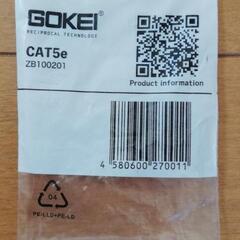 GOKEI®
RECIPROCAL TECHNOLOGY
CAT5e
ZB100201
Product information
4 580600 270011
04
PE-LLD+PE-LD